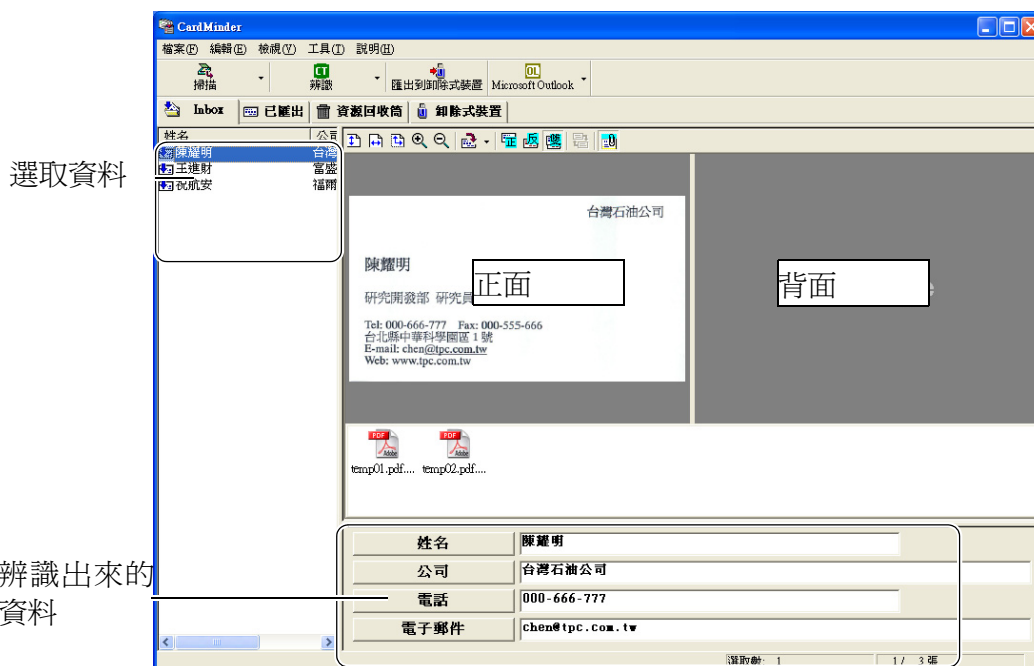 CardMinder
檔案(F) 編輯(E) 檢視(V) 工具(T) 説明(H)
掃描 辨識 匯出到卸除式裝置 Microsoft Outlook
Inbox 已匯出 資源回收筒 卸除式裝置
姓名 公司
陳耀明 台灣
王進財 富盛
祝航安 福爾
選取資料
台灣石油公司
陳耀明
研究開發部 研究員
正面
背面
Tel: 000-666-777 Fax: 000-555-666
台北縣中華科學園區 1 號
E-mail: chen@tpc.com.tw
Web: www.tpc.com.tw
temp01.pdf.... temp02.pdf....
姓名 陳耀明
公司 台灣石油公司
電話 000-666-777
電子郵件 chen@tpc.com.tw
辨識出來的
資料
選取數: 1 1 / 3 張